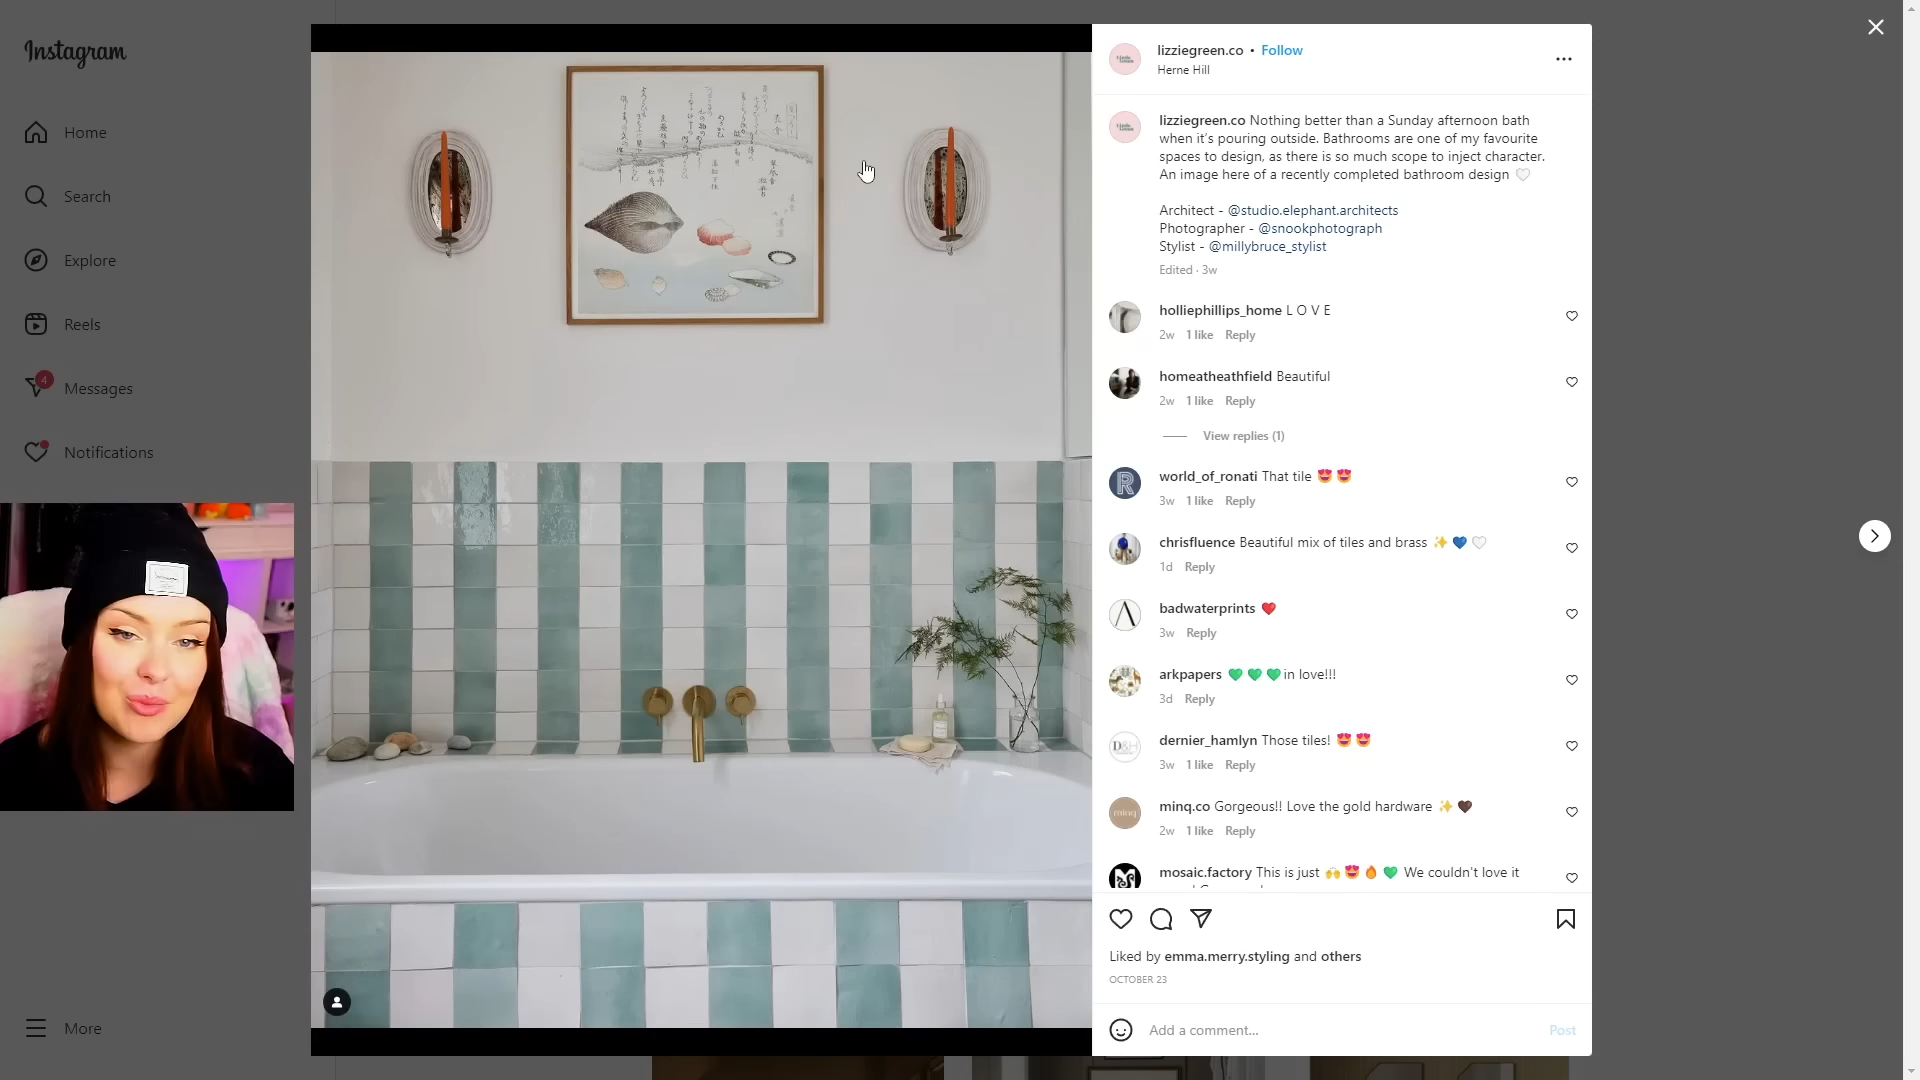 Instagram
Home
Search
Explore
Reels
4
Messages
Notifications
More
lizziegreen.co • Follow
Herne Hill
lizziegreen.co Nothing better than a Sunday afternoon bath
when it's pouring outside. Bathrooms are one of my favourite
spaces to design, as there is so much scope to inject character.
An image here of a recently completed bathroom design 🤍
Architect - @studio.elephant.architects
Photographer - @snookphotograph
Stylist - @millybruce_stylist
Edited · 3w
holliephillips_home L O V E
2w 1 like Reply
homeatheathfield Beautiful
2w 1 like Reply
View replies (1)
world_of_ronati That tile 😍 😍
3w 1 like Reply
chrisfluence Beautiful mix of tiles and brass ✨ 💙 🤍
1d Reply
badwaterprints ❤️
3w Reply
arkpapers 💚 💚 💚 in love!!!
3d Reply
dernier_hamlyn Those tiles! 😍 😍
3w 1 like Reply
minq.co Gorgeous!! Love the gold hardware ✨ 🤎
2w 1 like Reply
mosaic.factory This is just 🙌 😍 🔥 💚 We couldn't love it
Liked by emma.merry.styling and others
OCTOBER 23
Add a comment... Post